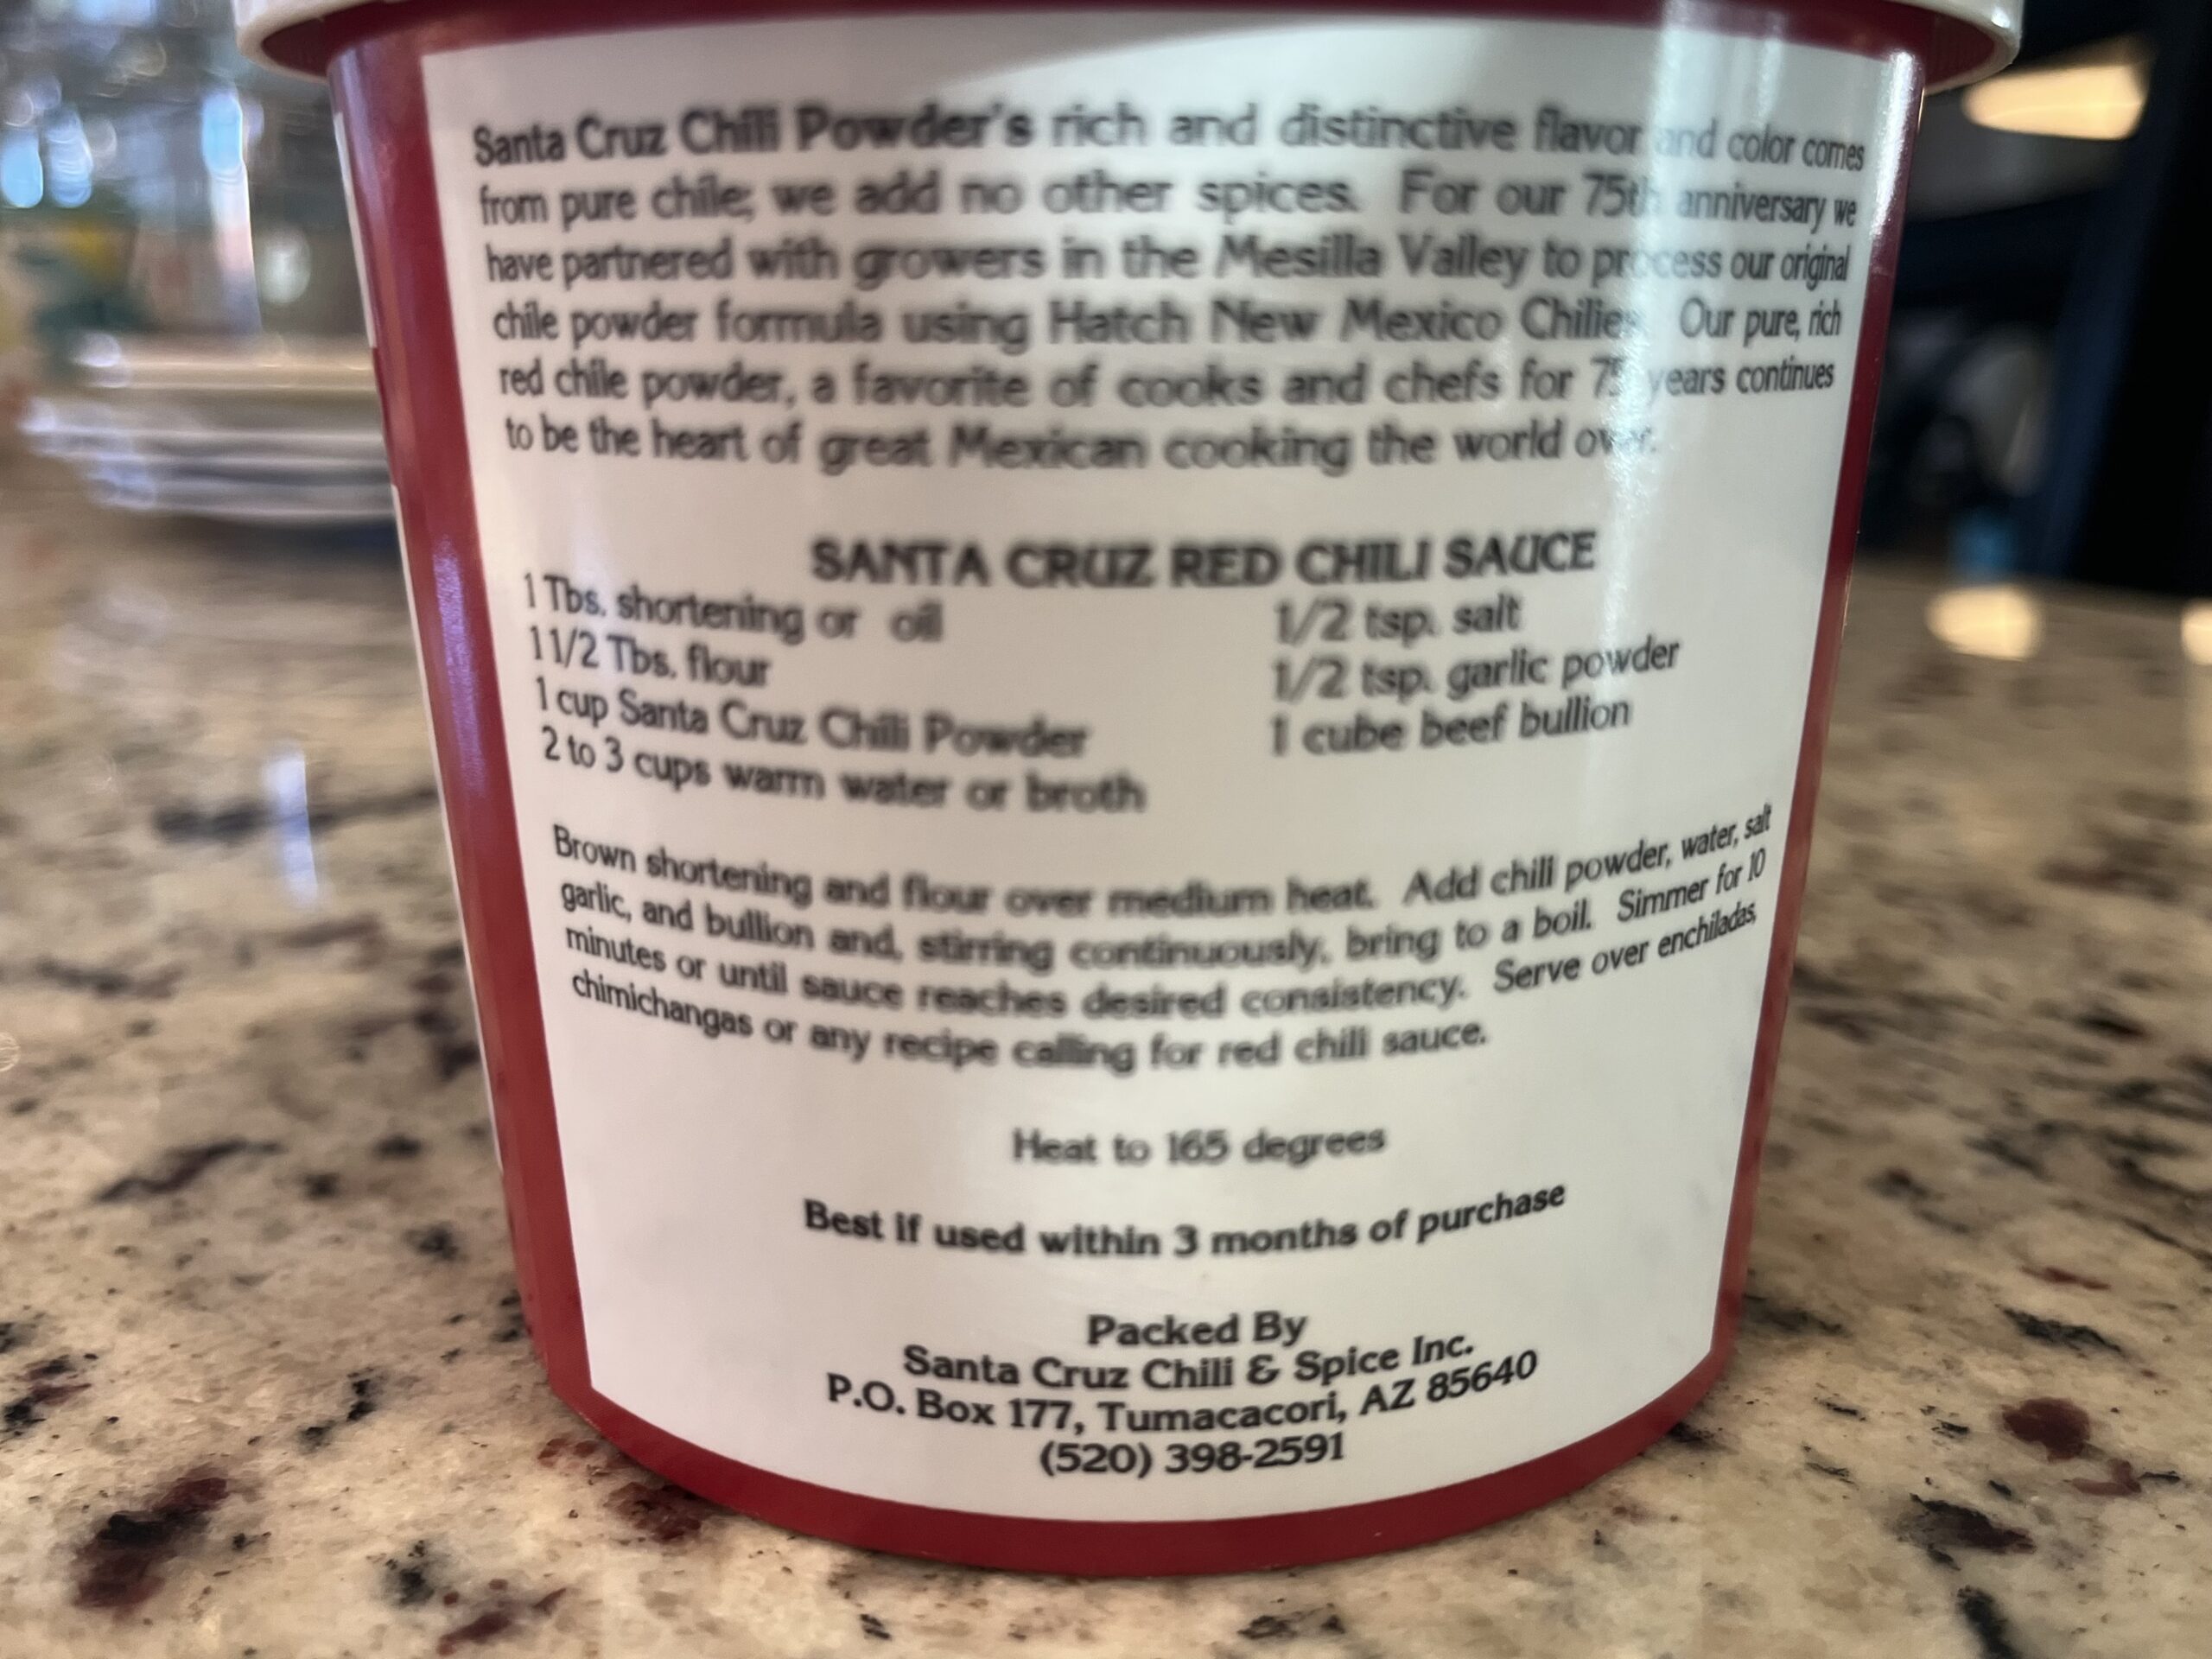 Santa Cruz Chili Powder's rich and distinctive flavor and color comes
from pure chile; we add no other spices. For our 75th anniversary we
have partnered with growers in the Mesilla Valley to process our original
chile powder formula using Hatch New Mexico Chilies. Our pure, rich
red chile powder, a favorite of cooks and chefs for 75 years continues
to be the heart of great Mexican cooking the world over.
SANTA CRUZ RED CHILI SAUCE
1 Tbs. shortening or oil
1 1/2 Tbs. flour
1 cup Santa Cruz Chili Powder
2 to 3 cups warm water or broth
1/2 tsp. salt
1/2 tsp. garlic powder
1 cube beef bullion
Brown shortening and flour over medium heat. Add chili powder, water, salt
garlic, and bullion and, stirring continuously, bring to a boil. Simmer for 10
minutes or until sauce reaches desired consistency. Serve over enchiladas,
chimichangas or any recipe calling for red chili sauce.
Heat to 165 degrees
Best if used within 3 months of purchase
Packed By
Santa Cruz Chili & Spice Inc.
P.O. Box 177, Tumacacori, AZ 85640
(520) 398-2591